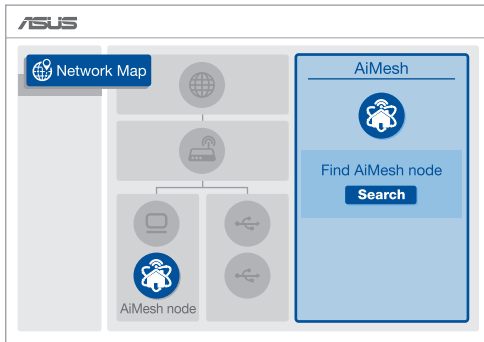 ASUS
Network Map
AiMesh
Find AiMesh node
Search
AiMesh node